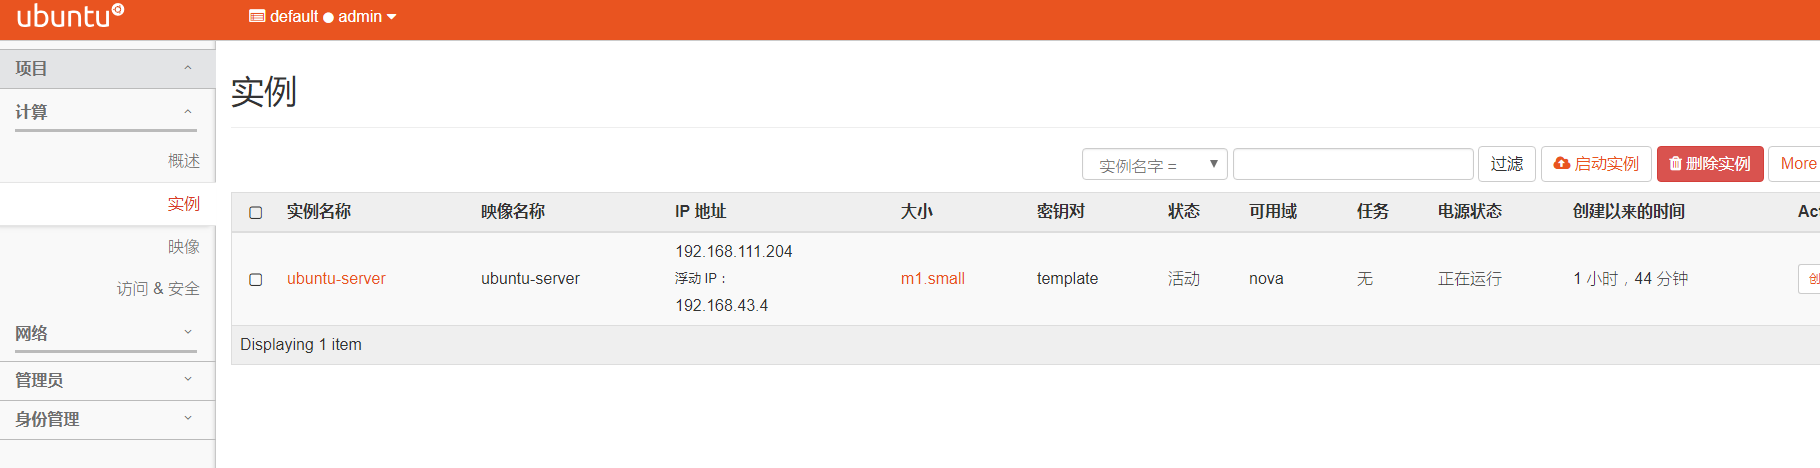 ubuntu
default admin
项目
计算
概述
实例
映像
访问 & 安全
网络
管理员
身份管理
实例
实例名字 = 过滤 启动实例 删除实例 More
实例名称 映像名称 IP 地址 大小 密钥对 状态 可用域 任务 电源状态 创建以来的时间
192.168.111.204
ubuntu-server ubuntu-server 浮动 IP： m1.small template 活动 nova 无 正在运行 1 小时，44 分钟 创
192.168.43.4
Displaying 1 item